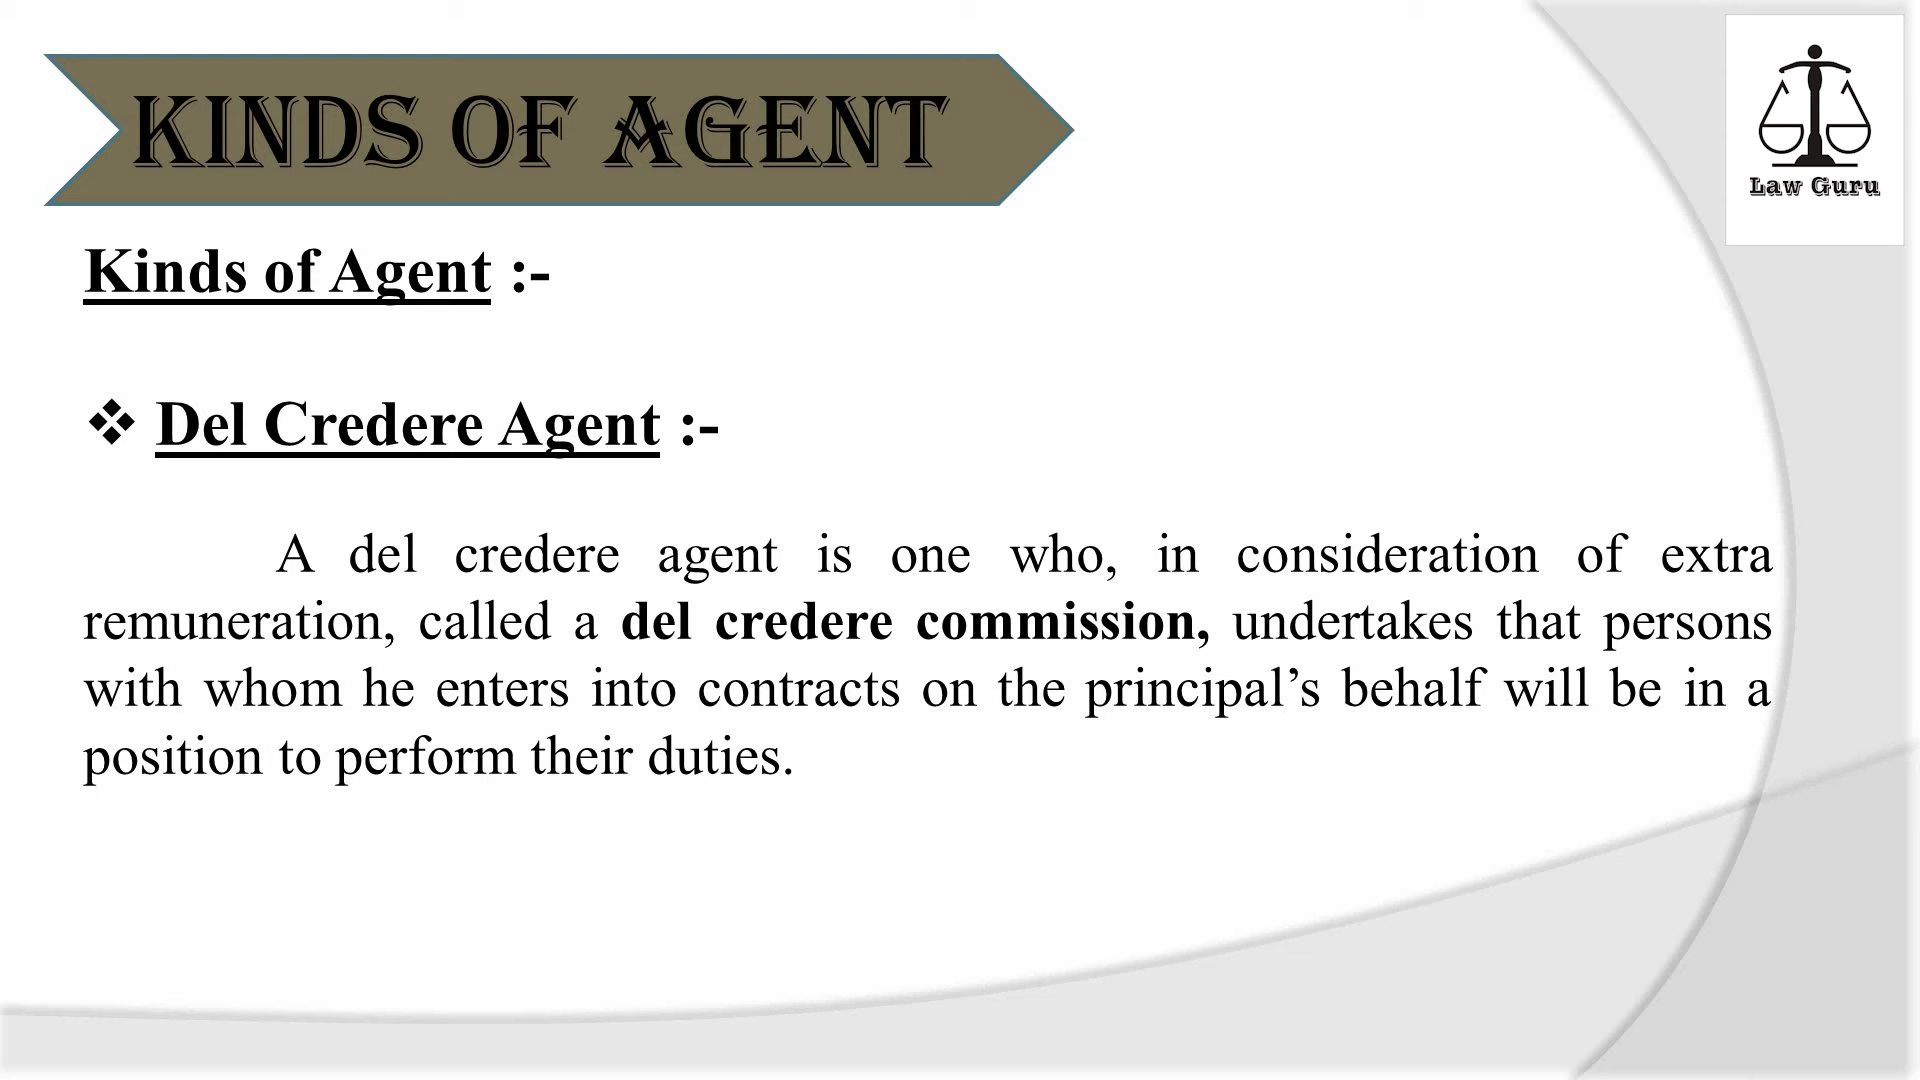 KINDS OF AGENT
Law Guru
Kinds of Agent :-
❖ Del Credere Agent :-
A del credere agent is one who, in consideration of extra
remuneration, called a del credere commission, undertakes that persons
with whom he enters into contracts on the principal’s behalf will be in a
position to perform their duties.